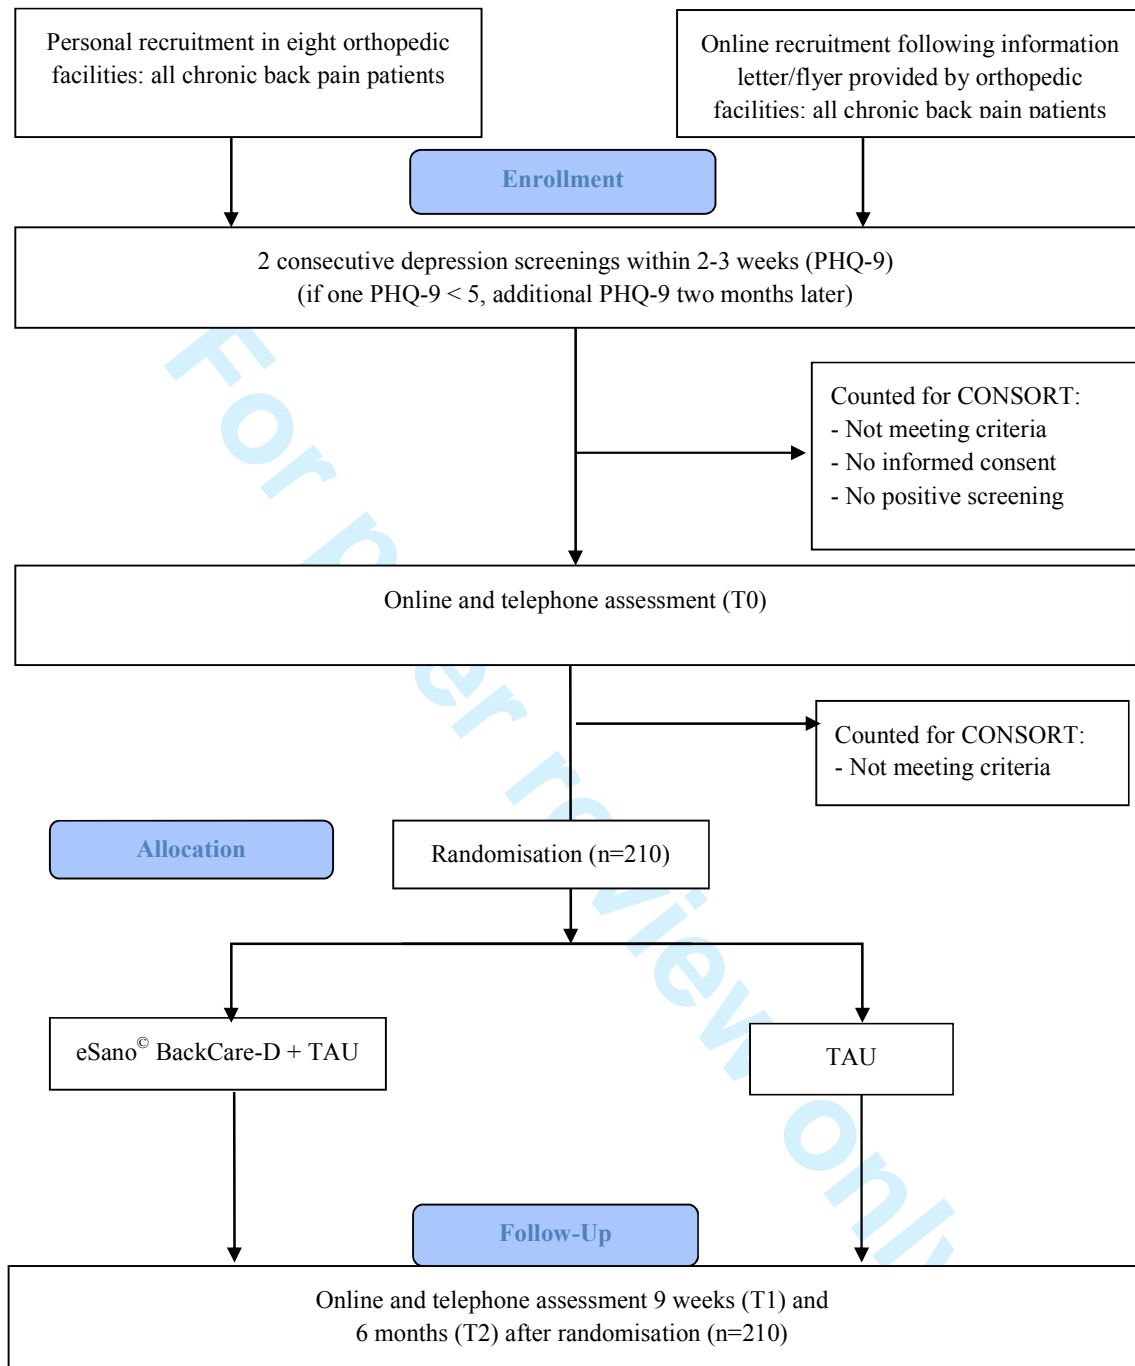 Personal recruitment in eight orthopedic
facilities: all chronic back pain patients
Online recruitment following information
letter/flyer provided by orthopedic
facilities: all chronic back pain patients
Enrollment
2 consecutive depression screenings within 2-3 weeks (PHQ-9)
(if one PHQ-9 < 5, additional PHQ-9 two months later)
Counted for CONSORT:
- Not meeting criteria
- No informed consent
- No positive screening
Online and telephone assessment (T0)
Counted for CONSORT:
- Not meeting criteria
Allocation
Randomisation (n=210)
eSano© BackCare-D + TAU
TAU
Follow-Up
Online and telephone assessment 9 weeks (T1) and
6 months (T2) after randomisation (n=210)
For peer review only